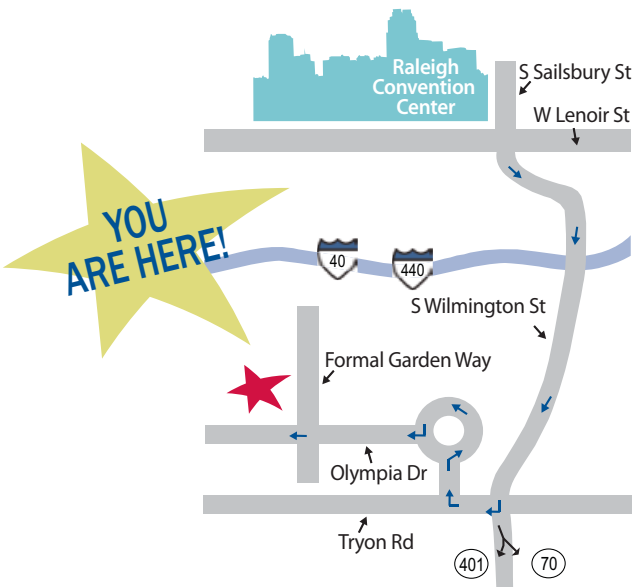 Raleigh
Convention
Center
S Sailsbury St
W Lenoir St
YOU
ARE HERE!
40
440
S Wilmington St
Formal Garden Way
Olympia Dr
Tryon Rd
401
70